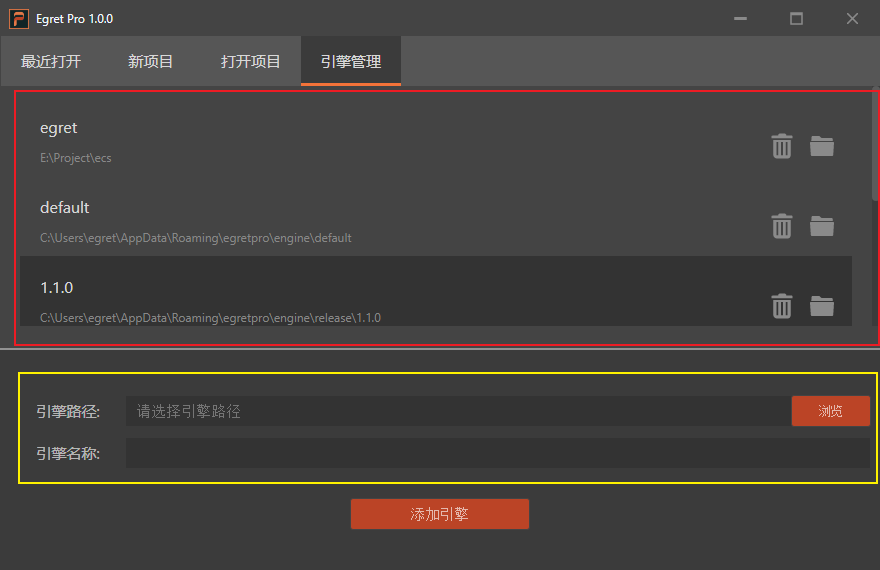 Egret Pro 1.0.0
最近打开 新项目 打开项目 引擎管理
egret
E:\Project\ecs
default
C:\Users\egret\AppData\Roaming\egretpro\engine\default
1.1.0
C:\Users\egret\AppData\Roaming\egretpro\engine\release\1.1.0
引擎路径: 请选择引擎路径 浏览
引擎名称:
添加引擎